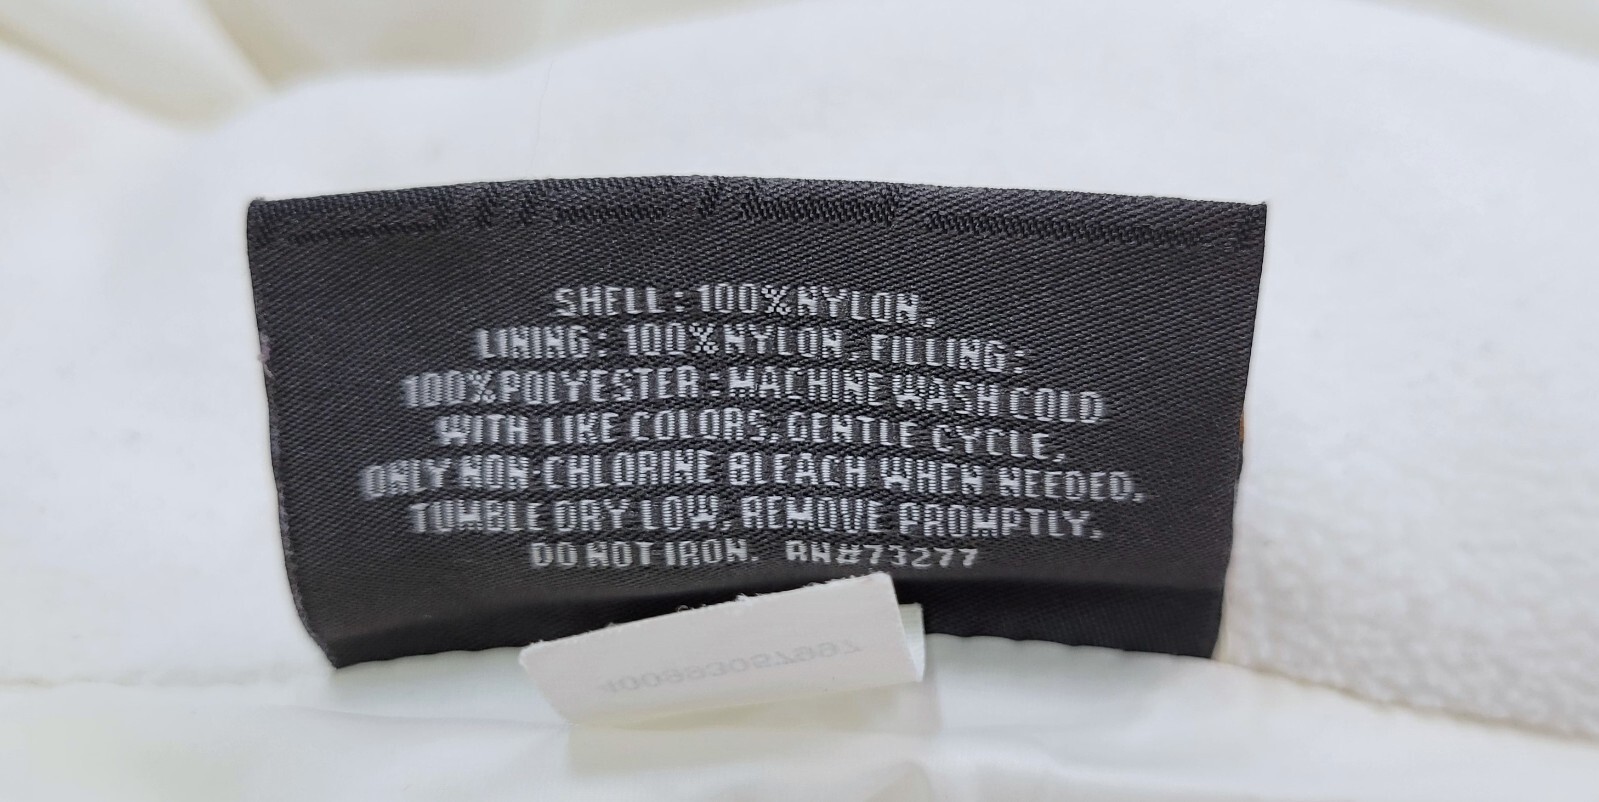 SHELL: 100%NYLON,
LINING: 100%NYLON, FILLING:
100%POLYESTER: MACHINE WASH COLD
WITH LIKE COLORS, GENTLE CYCLE,
ONLY NON-CHLORINE BLEACH WHEN NEEDED,
TUMBLE DRY LOW, REMOVE PROMPTLY,
DO NOT IRON. RN#73277